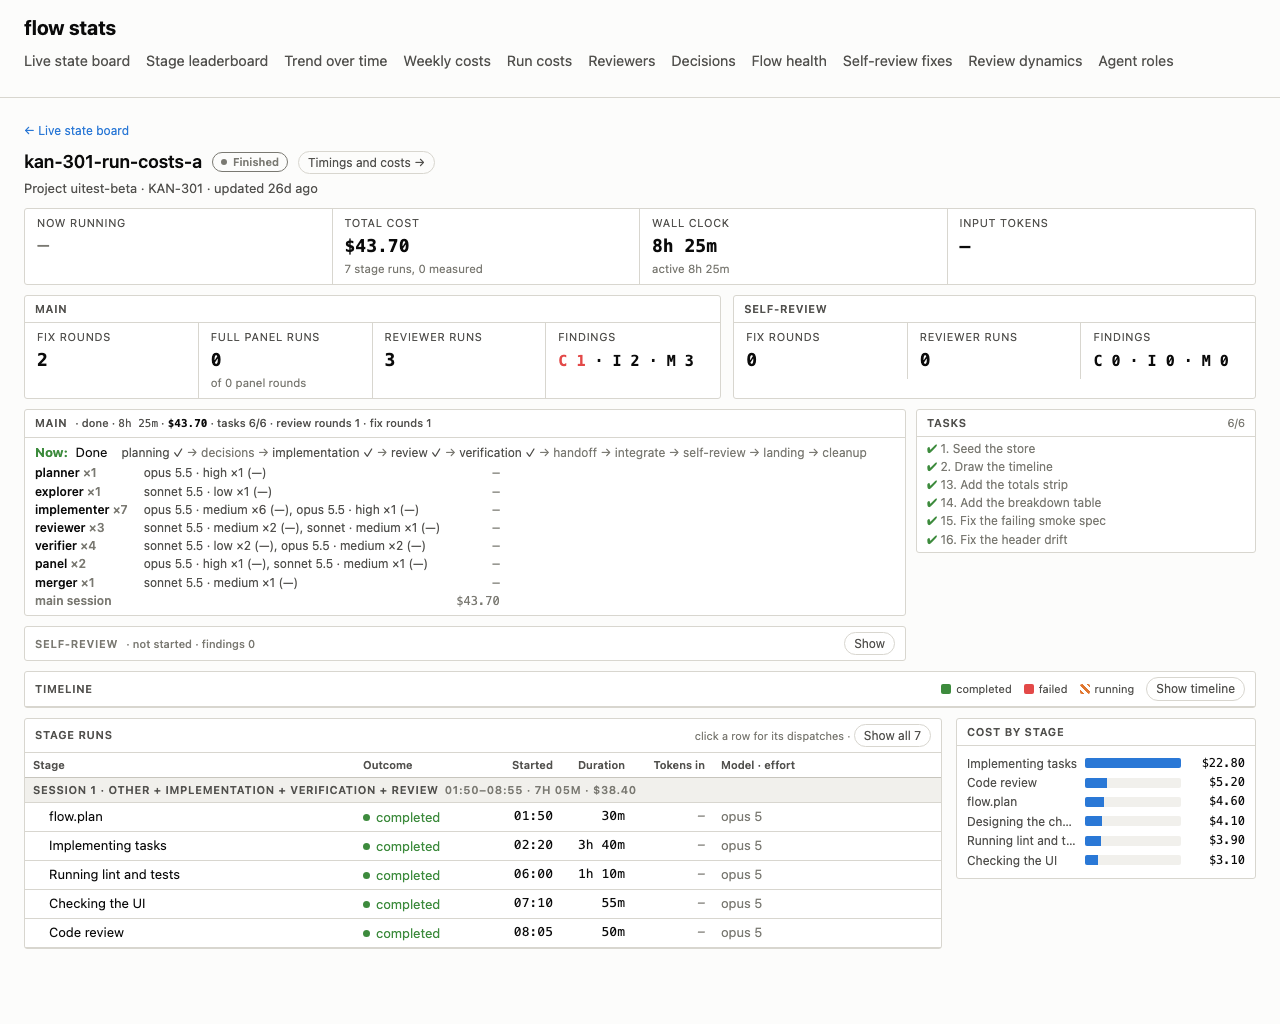 flow stats
Live state board Stage leaderboard Trend over time Weekly costs Run costs Reviewers Decisions Flow health Self-review fixes Review dynamics Agent roles
← Live state board
kan-301-run-costs-a Finished Timings and costs →
Project uitest-beta · KAN-301 · updated 26d ago
NOW RUNNING TOTAL COST WALL CLOCK INPUT TOKENS
— $43.70 8h 25m —
7 stage runs, 0 measured active 8h 25m
MAIN SELF-REVIEW
FIX ROUNDS FULL PANEL RUNS REVIEWER RUNS FINDINGS FIX ROUNDS REVIEWER RUNS FINDINGS
2 0 3 C 1 · I 2 · M 3 0 0 C 0 · I 0 · M 0
of 0 panel rounds
MAIN · done · 8h 25m · $43.70 · tasks 6/6 · review rounds 1 · fix rounds 1
Now: Done planning ✓ → decisions → implementation ✓ → review ✓ → verification ✓ → handoff → integrate → self-review → landing → cleanup
planner ×1 opus 5.5 · high ×1 (—) —
explorer ×1 sonnet 5.5 · low ×1 (—) —
implementer ×7 opus 5.5 · medium ×6 (—), opus 5.5 · high ×1 (—) —
reviewer ×3 sonnet 5.5 · medium ×2 (—), sonnet · medium ×1 (—) —
verifier ×4 sonnet 5.5 · low ×2 (—), opus 5.5 · medium ×2 (—) —
panel ×2 opus 5.5 · high ×1 (—), sonnet 5.5 · medium ×1 (—) —
merger ×1 sonnet 5.5 · medium ×1 (—) —
main session $43.70
TASKS 6/6
✔ 1. Seed the store
✔ 2. Draw the timeline
✔ 13. Add the totals strip
✔ 14. Add the breakdown table
✔ 15. Fix the failing smoke spec
✔ 16. Fix the header drift
SELF-REVIEW · not started · findings 0 Show
TIMELINE completed failed running Show timeline
STAGE RUNS click a row for its dispatches · Show all 7
Stage Outcome Started Duration Tokens in Model · effort
SESSION 1 · OTHER + IMPLEMENTATION + VERIFICATION + REVIEW 01:50–08:55 · 7H 05M · $38.40
flow.plan completed 01:50 30m — opus 5
Implementing tasks completed 02:20 3h 40m — opus 5
Running lint and tests completed 06:00 1h 10m — opus 5
Checking the UI completed 07:10 55m — opus 5
Code review completed 08:05 50m — opus 5
COST BY STAGE
Implementing tasks $22.80
Code review $5.20
flow.plan $4.60
Designing the ch... $4.10
Running lint and t... $3.90
Checking the UI $3.10